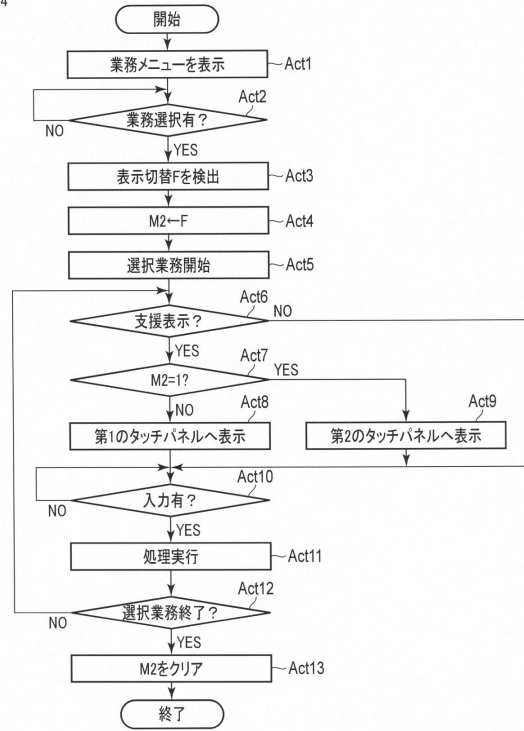 4
開始
業務メニューを表示
Act1
Act2
業務選択有?
NO
YES
表示切替Fを検出
Act3
M2←F
Act4
選択業務開始
Act5
Act6
支援表示?
NO
YES
Act7
M2=1?
YES
NO
Act8
Act9
第1のタッチパネルへ表示
第2のタッチパネルへ表示
Act10
入力有?
NO
YES
処理実行
Act11
Act12
選択業務終了?
NO
YES
M2をクリア
Act13
終了